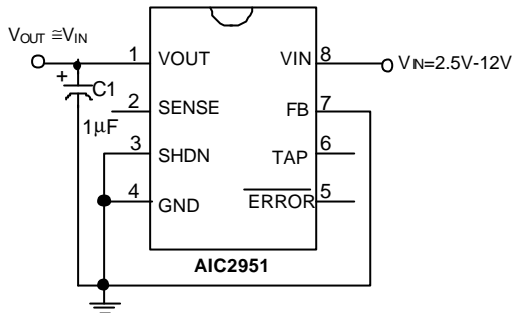 VOUT ≅VIN
1 VOUT VIN 8 VIN=2.5V-12V
+ C1
1μF
2 SENSE FB 7
3 SHDN TAP 6
4 GND ERROR 5
AIC2951